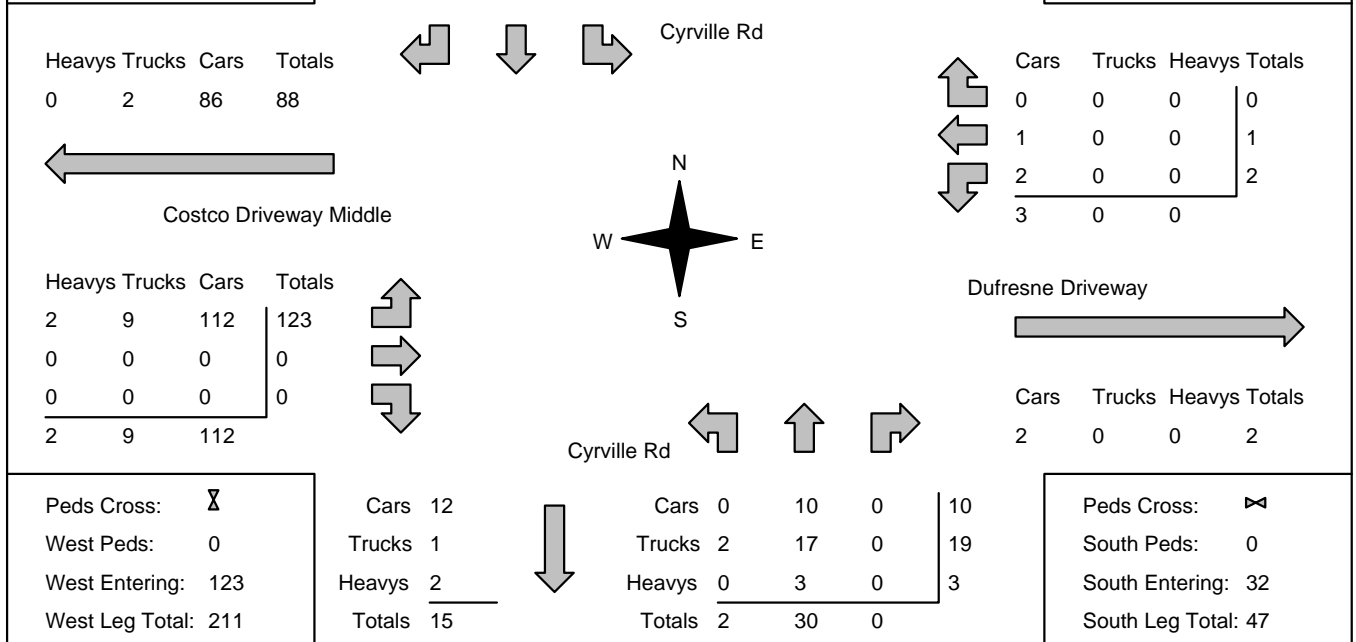 Cyrville Rd
Heavys Trucks Cars Totals
0 2 86 88
Cars Trucks Heavys Totals
0 0 0 0
1 0 0 1
2 0 0 2
3 0 0
Costco Driveway Middle
N
W E
S
Heavys Trucks Cars Totals
2 9 112 123
0 0 0 0
0 0 0 0
2 9 112
Dufresne Driveway
Cars Trucks Heavys Totals
2 0 0 2
Cyrville Rd
Peds Cross:
West Peds: 0
West Entering: 123
West Leg Total: 211
Cars 12
Trucks 1
Heavys 2
Totals 15
Cars 0 10 0 10
Trucks 2 17 0 19
Heavys 0 3 0 3
Totals 2 30 0
Peds Cross:
South Peds: 0
South Entering: 32
South Leg Total: 47